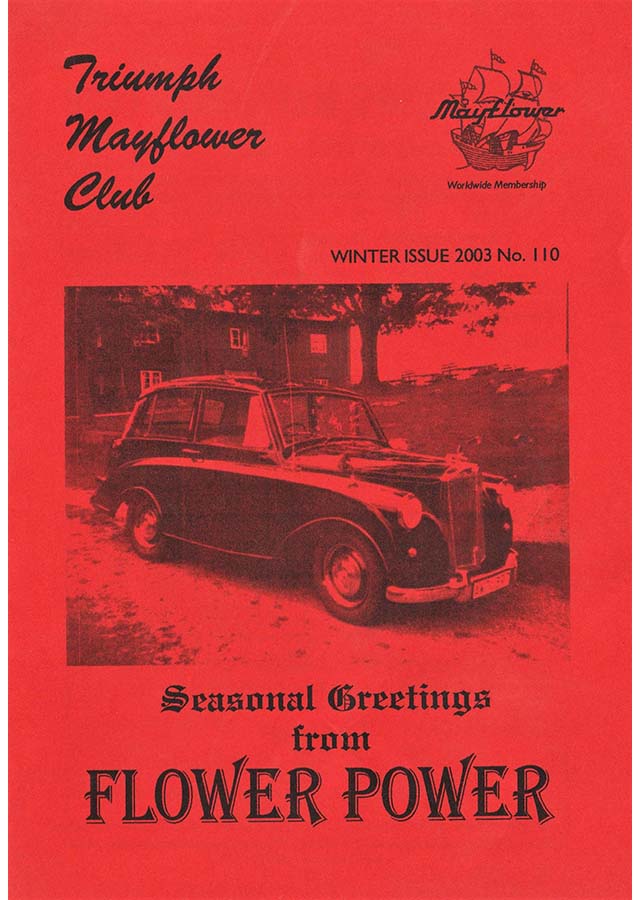 Triumph
Mayflower
Club
Mayflower
Worldwide Membership
WINTER ISSUE 2003 No. 110
Seasonal Greetings
from
FLOWER POWER